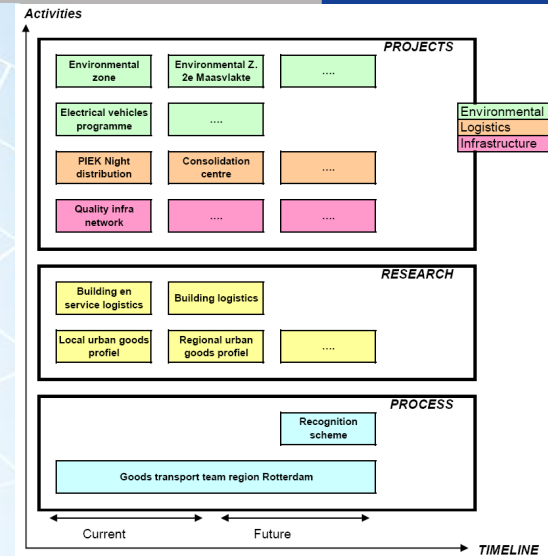 Activities
PROJECTS
Environmental
zone
Environmental Z.
2e Maasvlakte
....
Electrical vehicles
programme
....
Environmental
Logistics
Infrastructure
PIEK Night
distribution
Consolidation
centre
....
Quality infra
network
....
....
RESEARCH
Building en
service logistics
Building logistics
Local urban goods
profiel
Regional urban
goods profiel
....
PROCESS
Recognition
scheme
Goods transport team region Rotterdam
Current
Future
TIMELINE